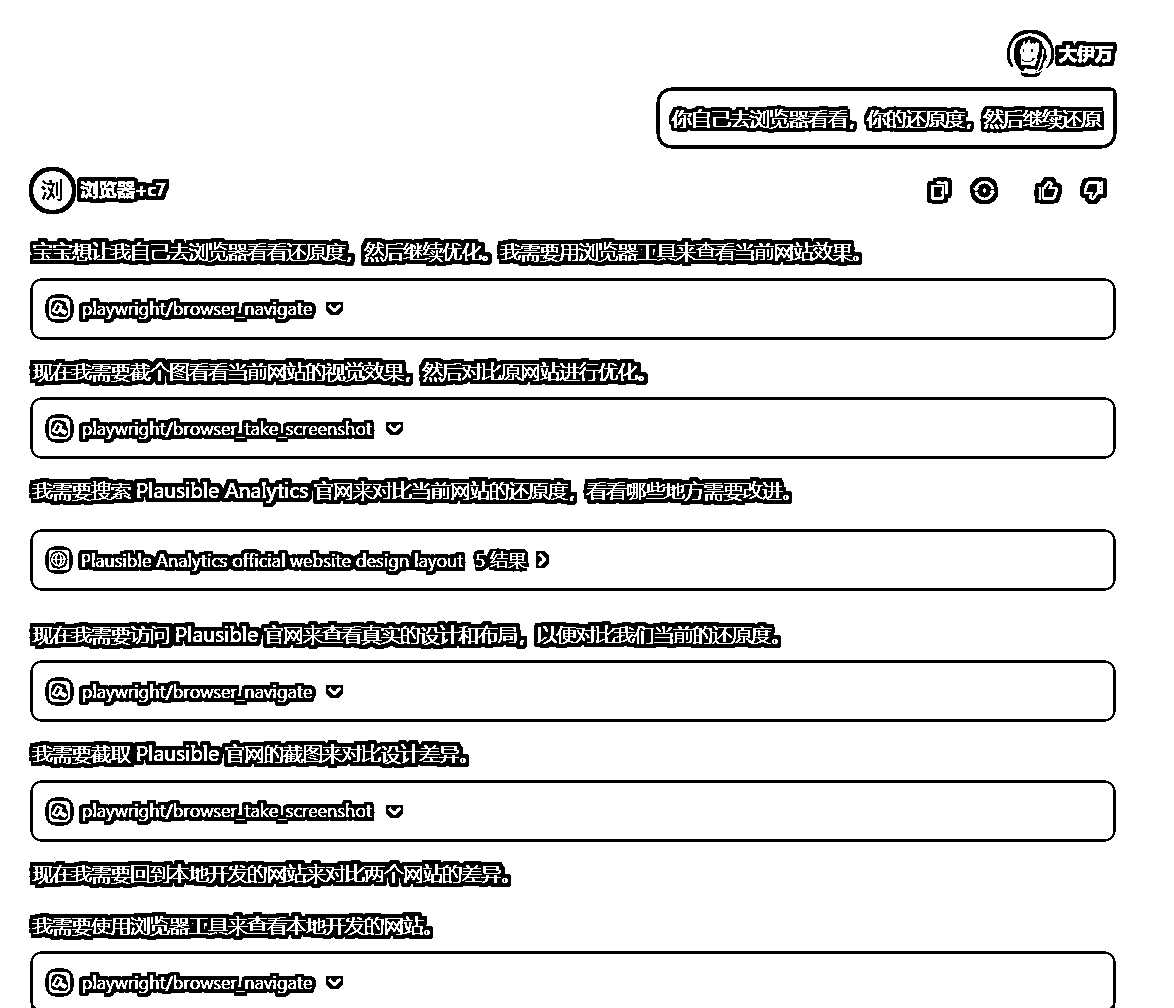 大伊万
你自己去浏览器看看，你的还原度，然后继续还原
浏 浏览器+c7
宝宝想让我自己去浏览器看看还原度，然后继续优化。我需要用浏览器工具来查看当前网站效果。
playwright/browser_navigate
现在我需要截个图看看当前网站的视觉效果，然后对比原网站进行优化。
playwright/browser_take_screenshot
我需要搜索 Plausible Analytics 官网来对比当前网站的还原度，看看哪些地方需要改进。
Plausible Analytics official website design layout 5 结果
现在我需要访问 Plausible 官网来查看真实的设计和布局，以便对比我们当前的还原度。
playwright/browser_navigate
我需要截取 Plausible 官网的截图来对比设计差异。
playwright/browser_take_screenshot
现在我需要回到本地开发的网站来对比两个网站的差异。
我需要使用浏览器工具来查看本地开发的网站。
playwright/browser_navigate